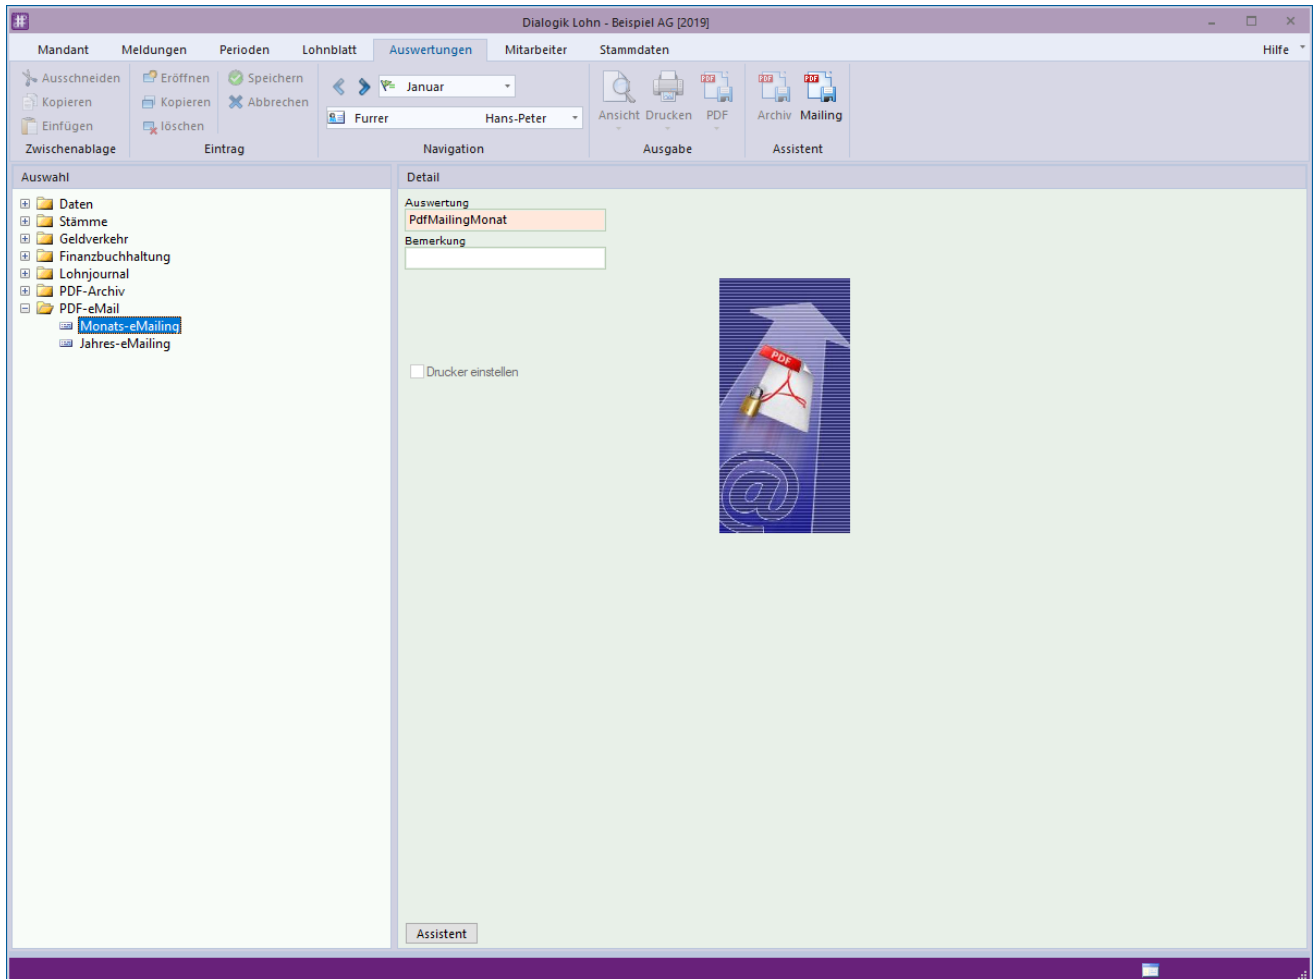 Dialogik Lohn - Beispiel AG [2019]
Mandant Meldungen Perioden Lohnblatt Auswertungen Mitarbeiter Stammdaten Hilfe
Ausschneiden Eröffnen Speichern
Kopieren Kopieren Abbrechen
Einfügen löschen
Januar
Furrer Hans-Peter
Ansicht Drucken PDF Archiv Mailing
Zwischenablage Eintrag Navigation Ausgabe Assistent
Auswahl
Daten
Stämme
Geldverkehr
Finanzbuchhaltung
Lohnjournal
PDF-Archiv
PDF-eMail
Monats-eMailing
Jahres-eMailing
Detail
Auswertung
PdfMailingMonat
Bemerkung
Drucker einstellen
PDF
@
Assistent